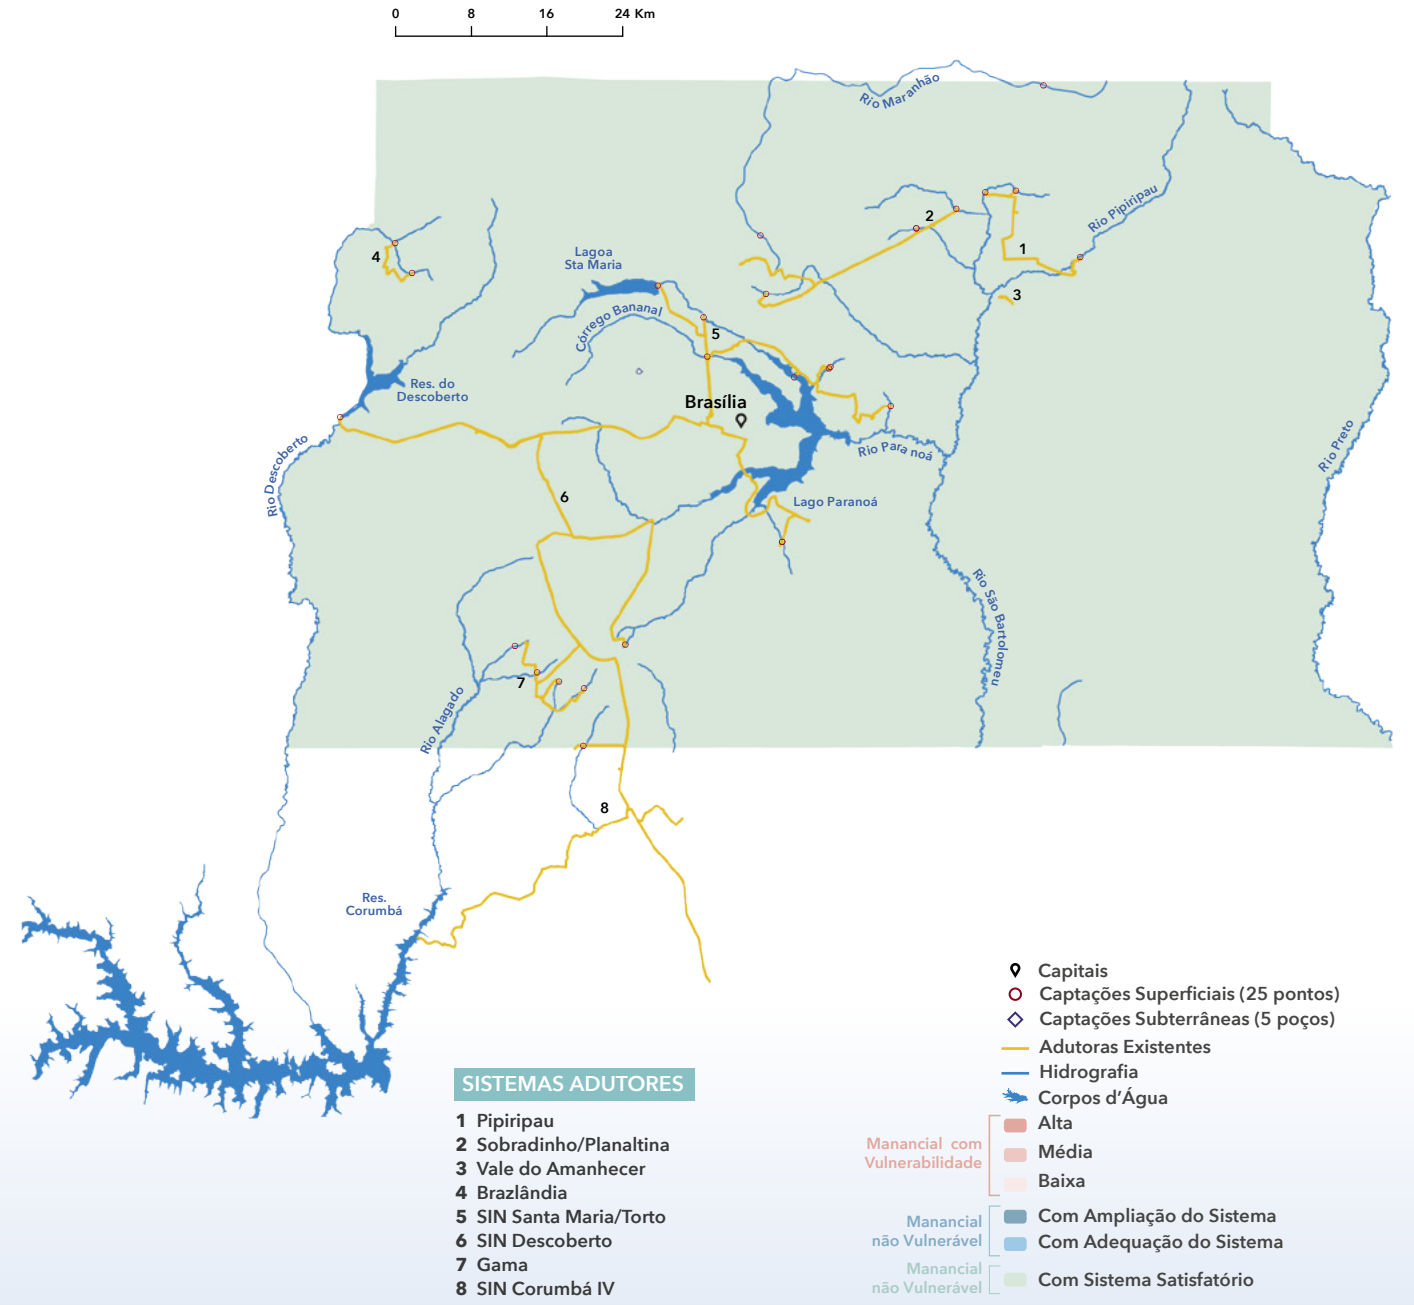 0 8 16 24 Km
Rio Maranhão
Rio Pipiripau
2
1
3
4
Lagoa
Sta Maria
Córrego Bananal
5
Res. do
Descoberto
Brasília
Rio Para noá
Rio Preto
Rio Descoberto
6
Lago Paranoá
Rio São Bartolomeu
7
Rio Alagado
8
Res.
Corumbá
SISTEMAS ADUTORES
1 Pipiripau
2 Sobradinho/Planaltina
3 Vale do Amanhecer
4 Brazlândia
5 SIN Santa Maria/Torto
6 SIN Descoberto
7 Gama
8 SIN Corumbá IV
Capitais
Captações Superficiais (25 pontos)
Captações Subterrâneas (5 poços)
Adutoras Existentes
Hidrografia
Corpos d'Água
Manancial com
Vulnerabilidade
Alta
Média
Baixa
Manancial
não Vulnerável
Com Ampliação do Sistema
Com Adequação do Sistema
Manancial
não Vulnerável
Com Sistema Satisfatório